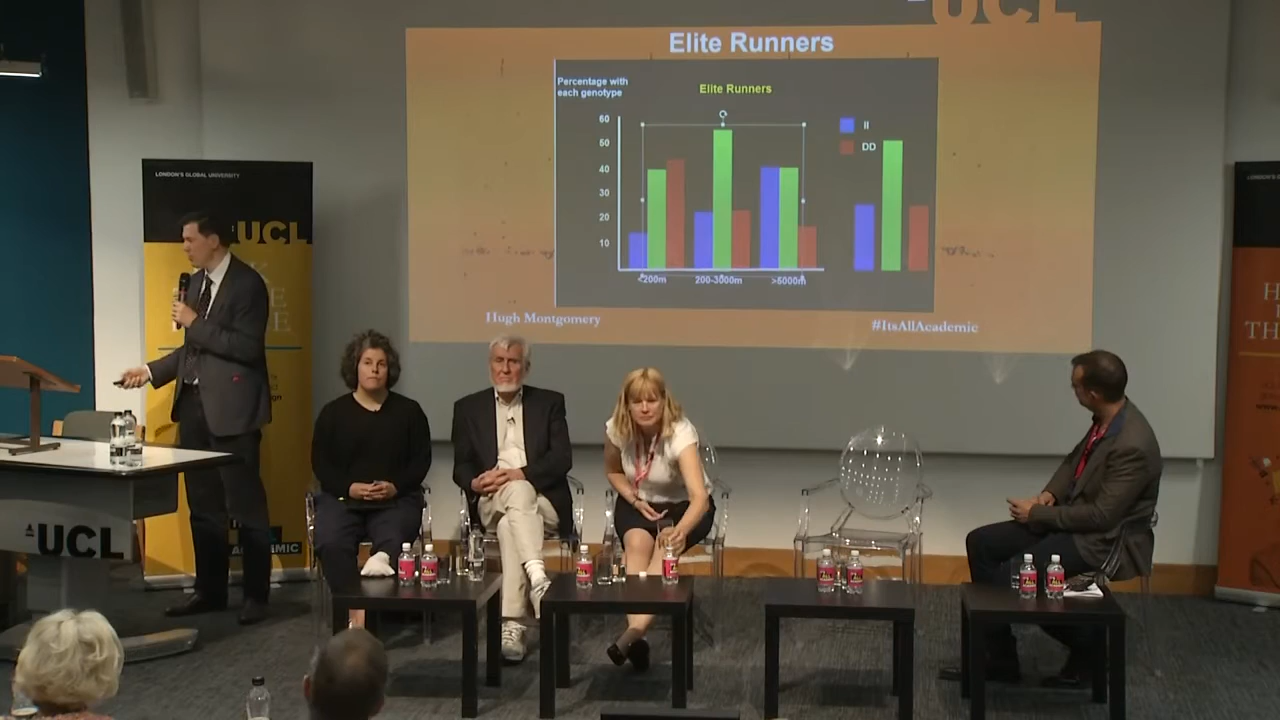 UCL
Elite Runners
Percentage with
each genotype
Elite Runners
60
50
40
30
20
10
II
DD
<200m
200-3000m
>5000m
Hugh Montgomery
#ItsAllAcademic
LONDON'S GLOBAL UNIVERSITY
UCL
UCL